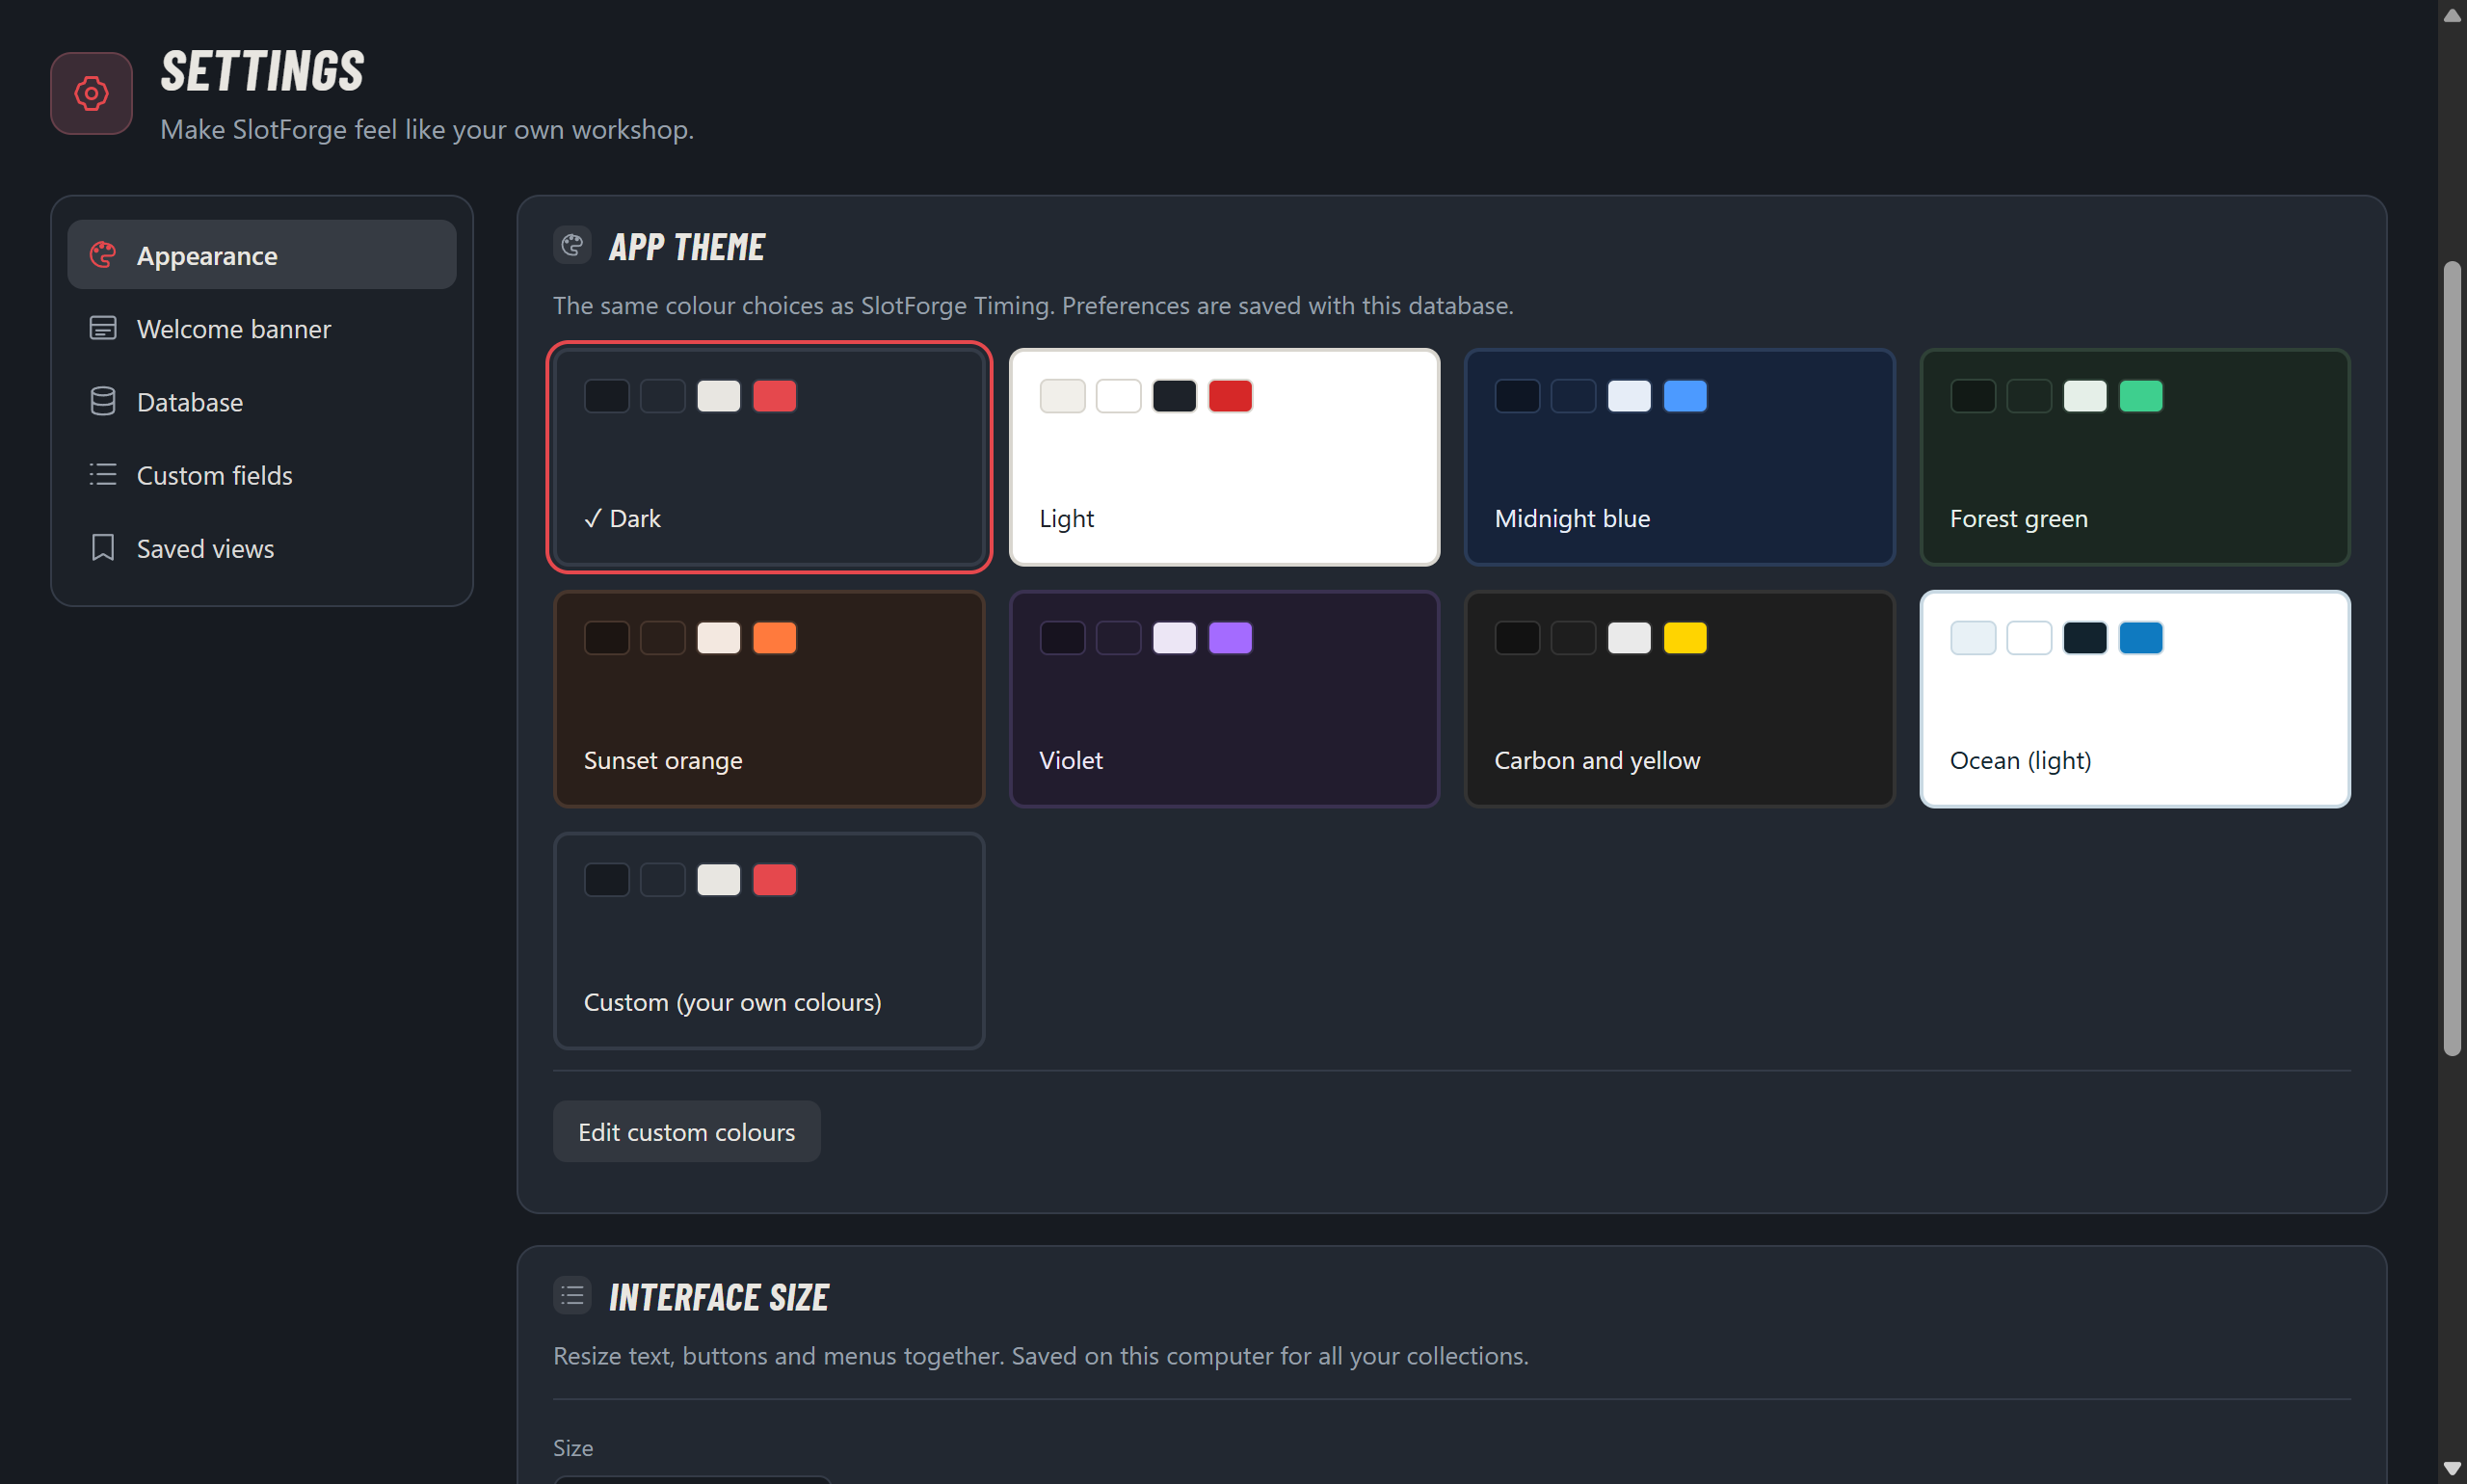 SETTINGS
Make SlotForge feel like your own workshop.
Appearance
Welcome banner
Database
Custom fields
Saved views
APP THEME
The same colour choices as SlotForge Timing. Preferences are saved with this database.
✓ Dark
Light
Midnight blue
Forest green
Sunset orange
Violet
Carbon and yellow
Ocean (light)
Custom (your own colours)
Edit custom colours
INTERFACE SIZE
Resize text, buttons and menus together. Saved on this computer for all your collections.
Size